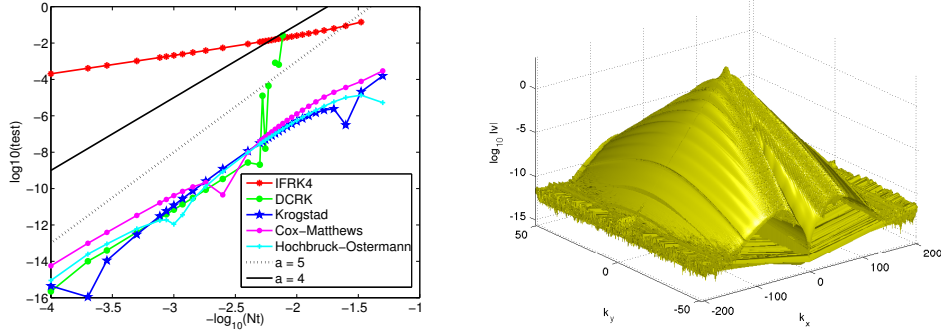 0
−2
−4
−6
−8
−10
−12
−14
−16
log10(test)
IFRK4
DCRK
Krogstad
Cox−Matthews
Hochbruck−Ostermann
a = 5
a = 4
−4
−3.5
−3
−2.5
−2
−1.5
−1
−log10(Nt)
0
−5
−10
−15
log10 |v|
50
0
−50
ky
−200
−100
0
100
200
kx